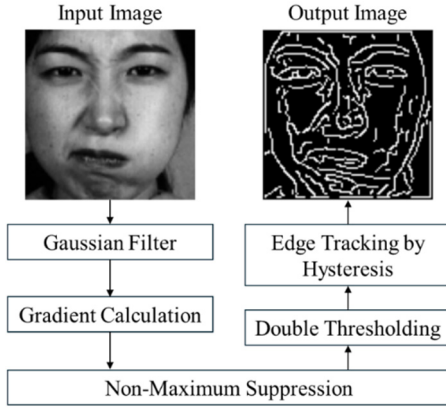 Input Image
Output Image
Gaussian Filter
Gradient Calculation
Non-Maximum Suppression
Double Thresholding
Edge Tracking by
Hysteresis